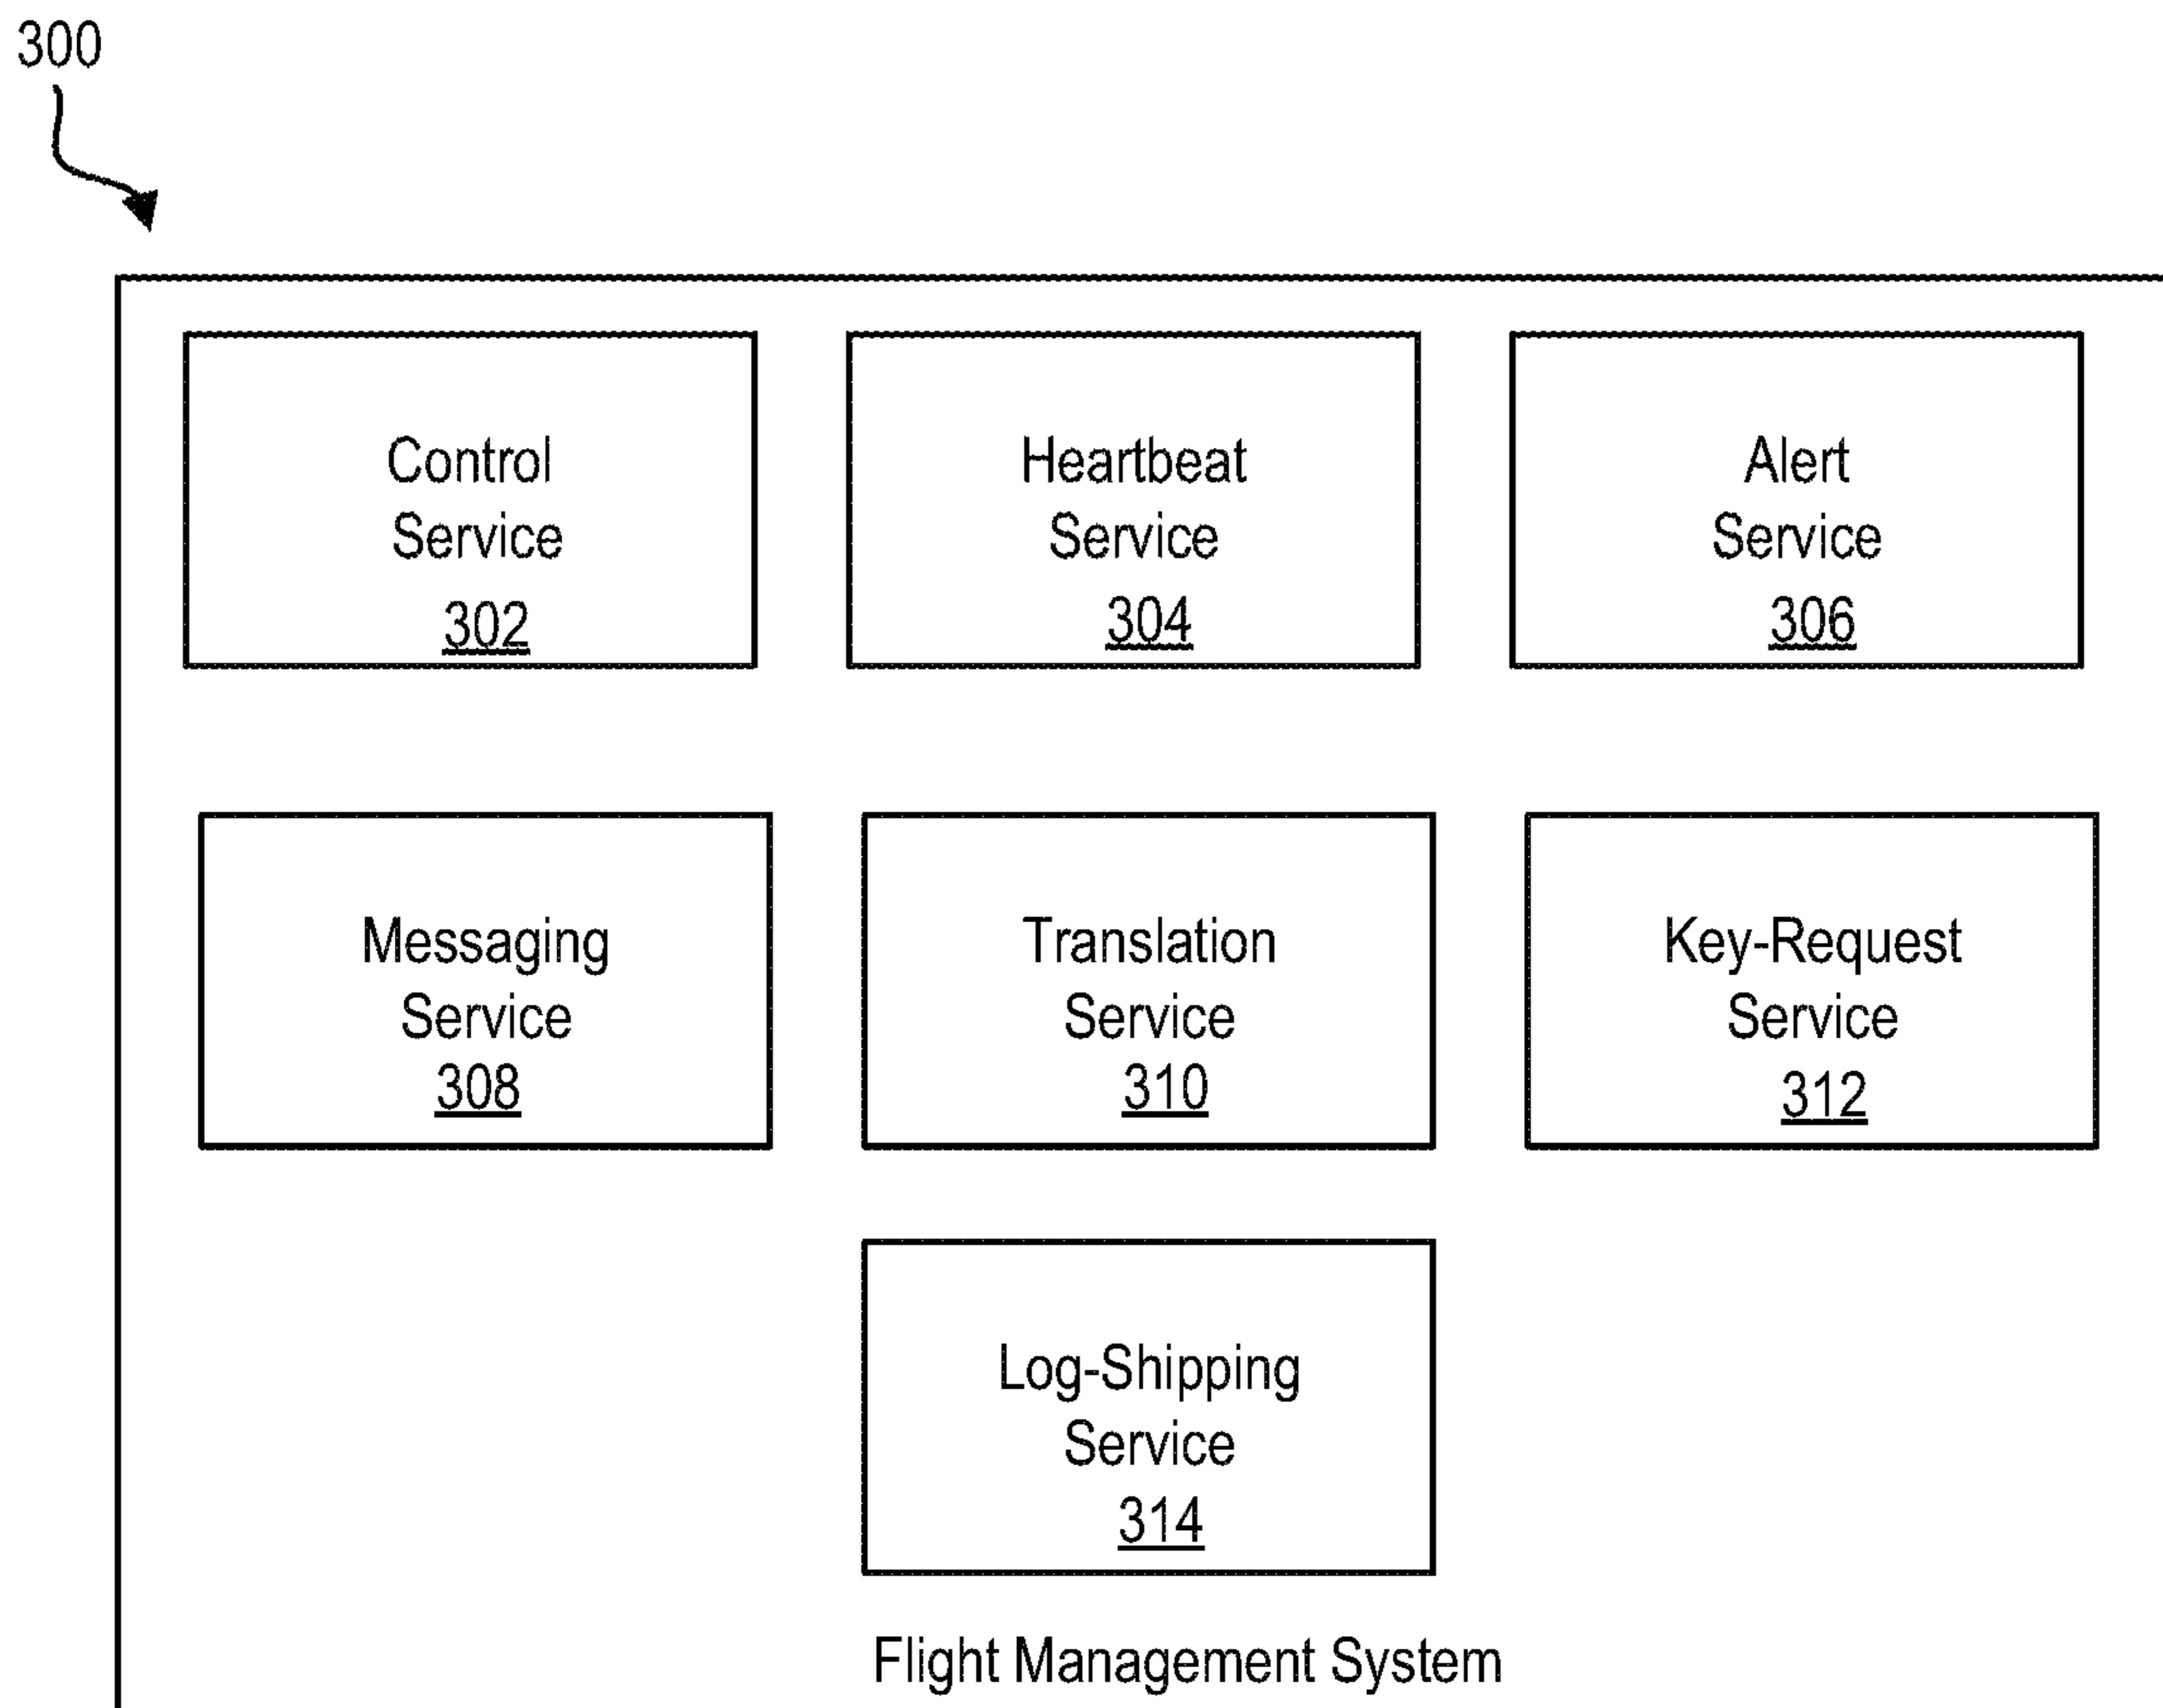 300
Control
Service
302
Heartbeat
Service
304
Alert
Service
306
Messaging
Service
308
Translation
Service
310
Key-Request
Service
312
Log-Shipping
Service
314
Flight Management System